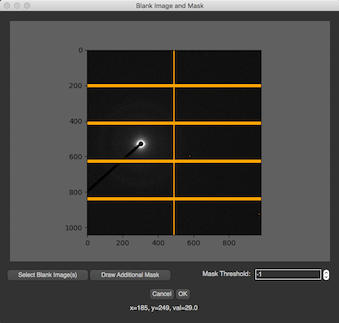 Blank Image and Mask
0
200
400
600
800
1000
0 200 400 600 800
Select Blank Image(s) Draw Additional Mask Mask Threshold: -1
Cancel OK
x=185, y=249, val=29.0